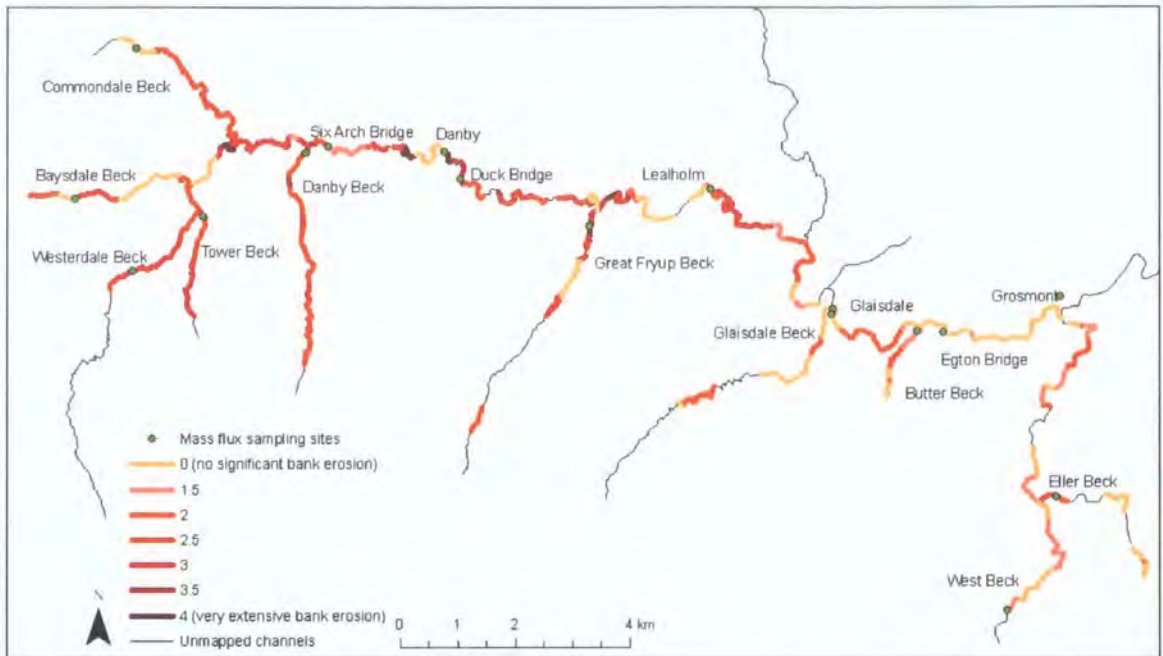 Commondale Beck
Six Arch Bridge
Danby
Baysdale Beck
Danby Beck
Duck Bridge
Lealholm
Westerdale Beck
Tower Beck
Great Fryup Beck
Glaisdale
Grosmont
Glaisdale Beck
Egton Bridge
Butter Beck
Eller Beck
West Beck
Mass flux sampling sites
0 (no significant bank erosion)
1.5
2
2.5
3
3.5
4 (very extensive bank erosion)
Unmapped channels
N
0 1 2 4 km